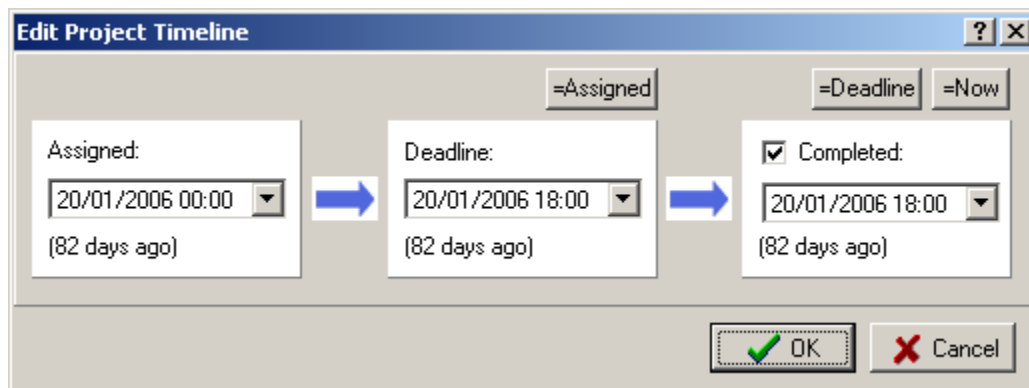 Edit Project Timeline
=Assigned =Deadline =Now
Assigned: Deadline: Completed:
20/01/2006 00:00 20/01/2006 18:00 20/01/2006 18:00
(82 days ago) (82 days ago) (82 days ago)
OK Cancel